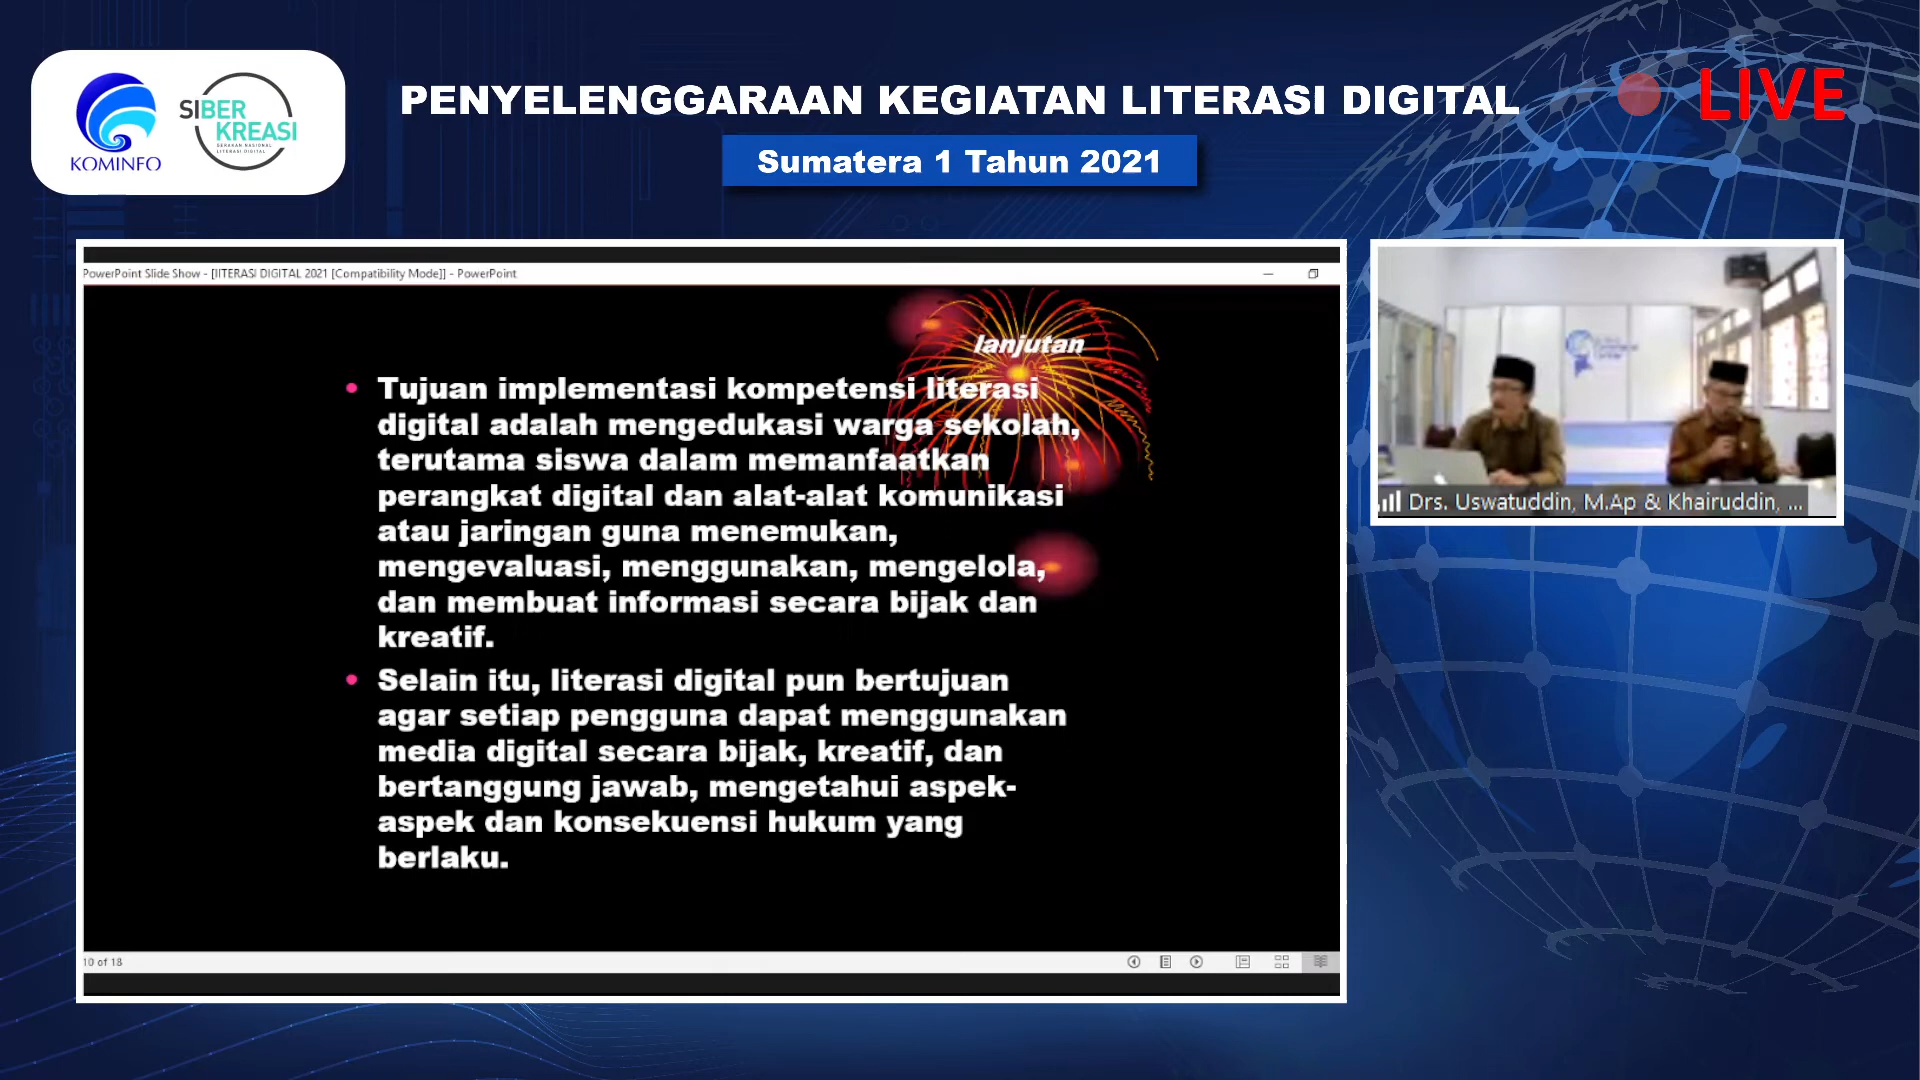 KOMINFO
SIBER
KREASI
GERAKAN NASIONAL
LITERASI DIGITAL
PENYELENGGARAAN KEGIATAN LITERASI DIGITAL
Sumatera 1 Tahun 2021
LIVE
PowerPoint Slide Show - [lITERASI DIGITAL 2021 [Compatibility Mode]] - PowerPoint
lanjutan
• Tujuan implementasi kompetensi literasi
digital adalah mengedukasi warga sekolah,
terutama siswa dalam memanfaatkan
perangkat digital dan alat-alat komunikasi
atau jaringan guna menemukan,
mengevaluasi, menggunakan, mengelola,
dan membuat informasi secara bijak dan
kreatif.
• Selain itu, literasi digital pun bertujuan
agar setiap pengguna dapat menggunakan
media digital secara bijak, kreatif, dan
bertanggung jawab, mengetahui aspek-
aspek dan konsekuensi hukum yang
berlaku.
10 of 18
Drs. Uswatuddin, M.Ap & Khairuddin, ...